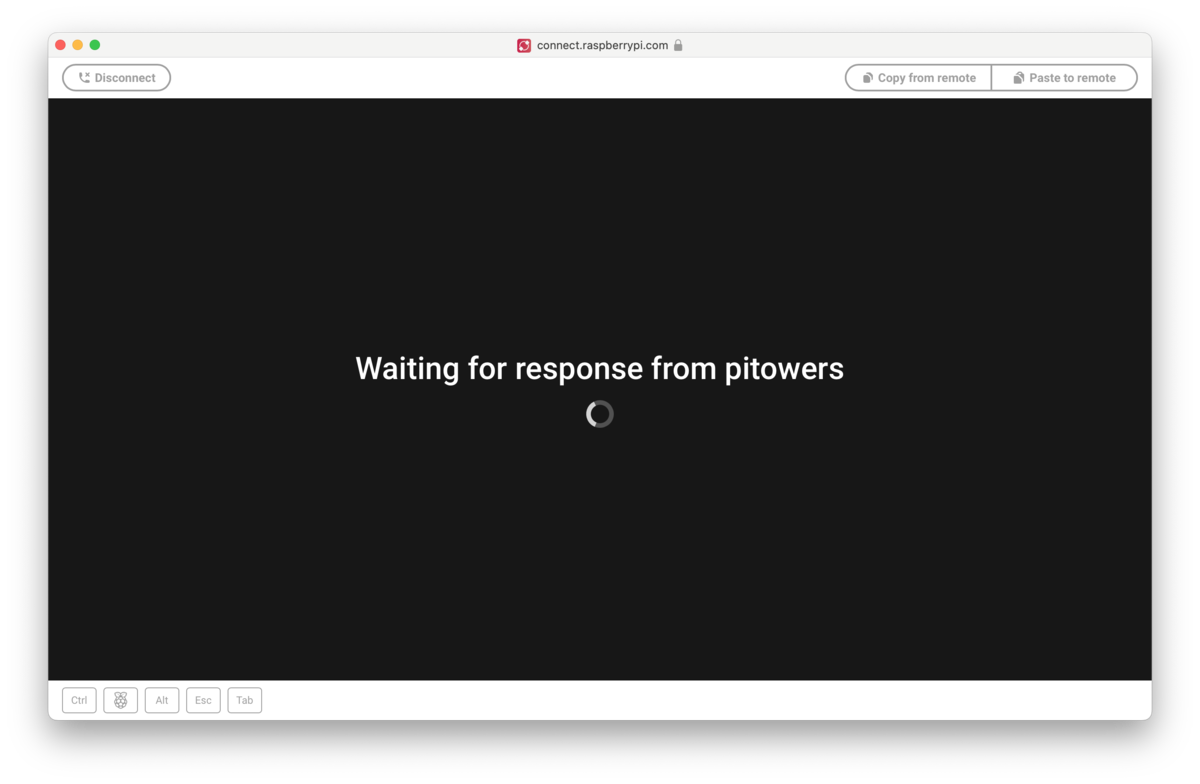 connect.raspberrypi.com
Disconnect
Copy from remote
Paste to remote
Waiting for response from pitowers
Ctrl
Alt
Esc
Tab